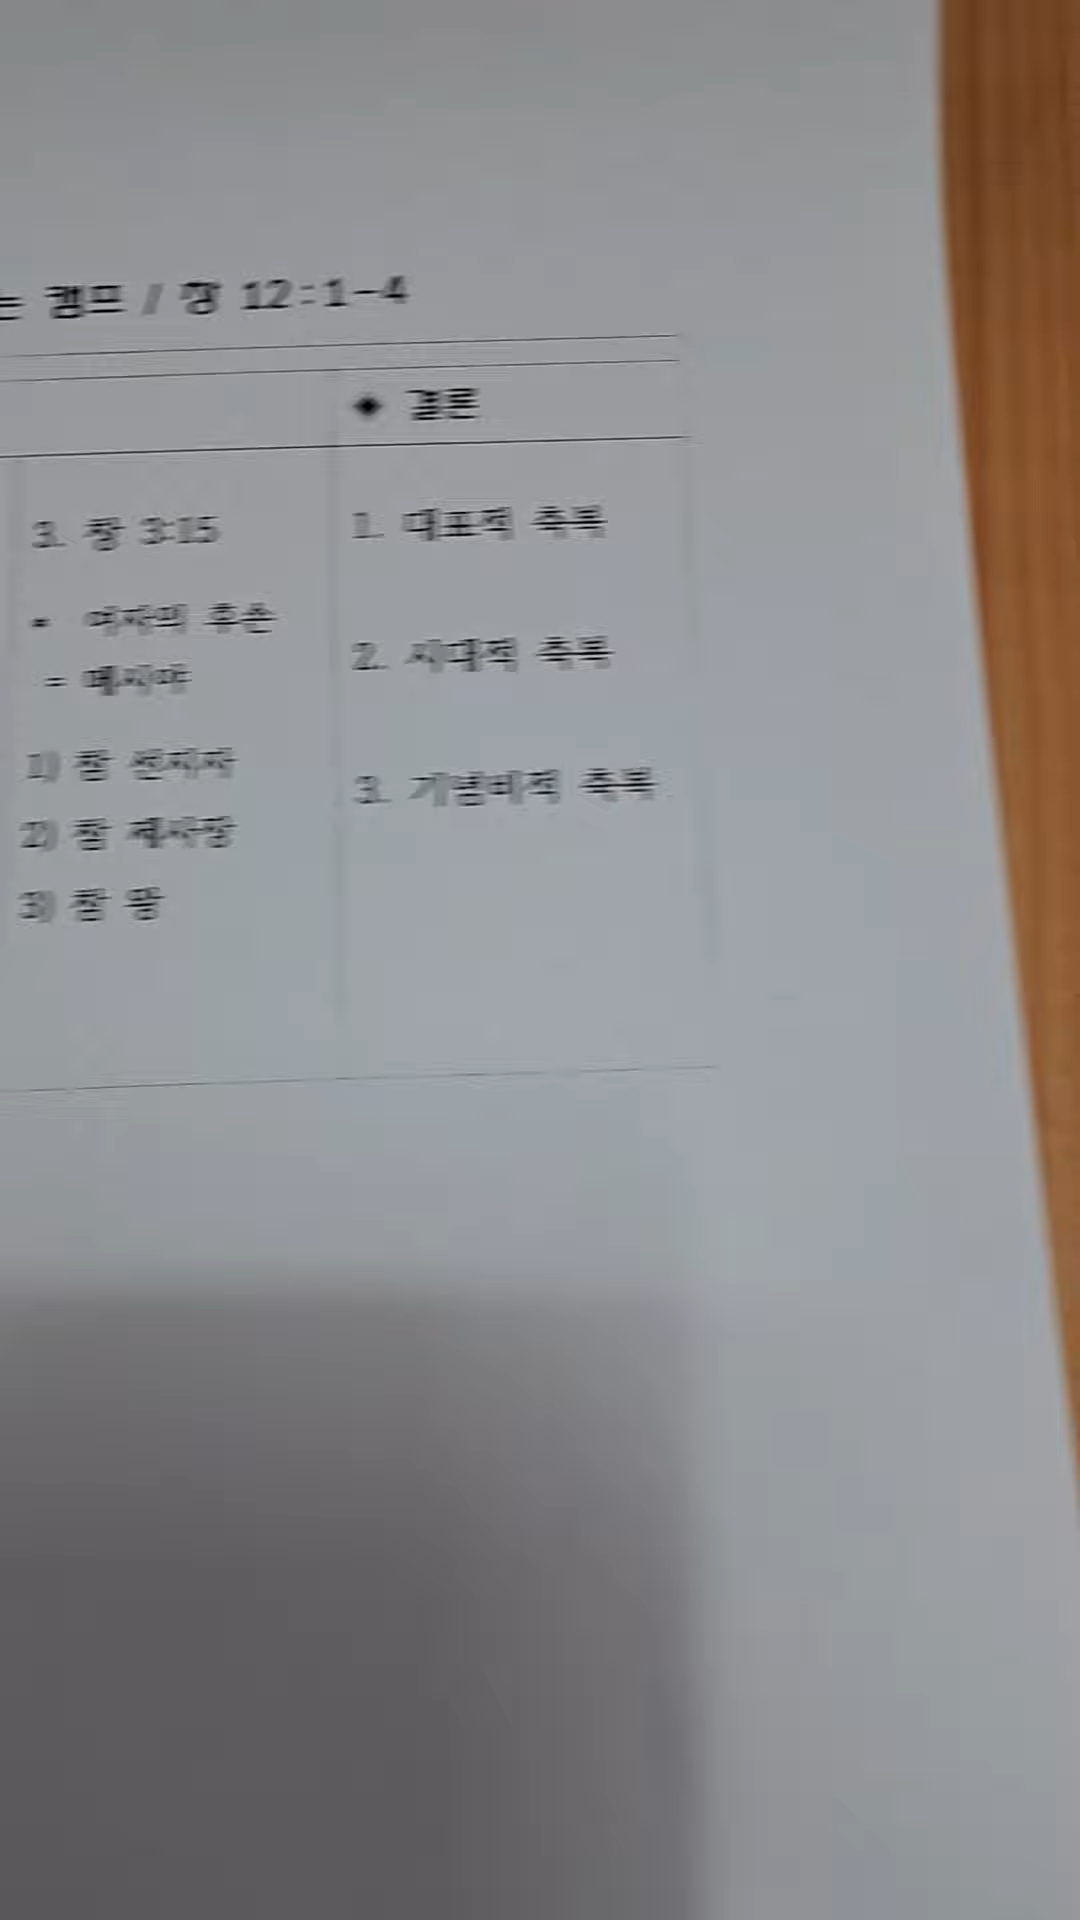 는 캠프 / 창 12:1-4
◆ 결론
3. 창 3:15
= 여자의 후손
= 메시야
1) 참 선지자
2) 참 제사장
3) 참 왕
1. 대표적 축복
2. 시대적 축복
3. 기념비적 축복